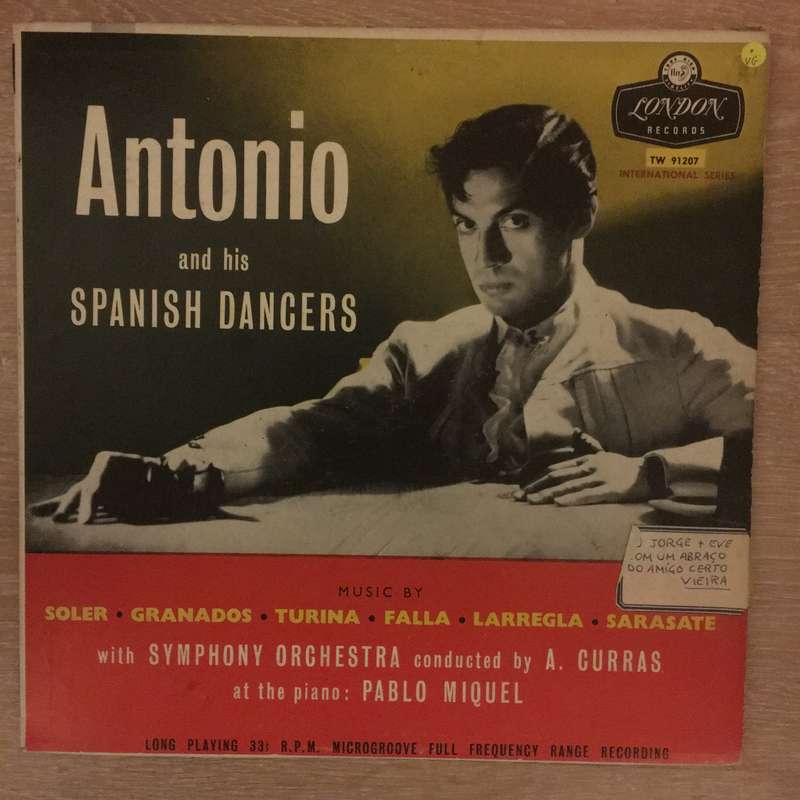 VG
LONDON
RECORDS
TW 91207
INTERNATIONAL SERIES
Antonio
and his
SPANISH DANCERS
J JORGE + EVE
OM UM ABRAÇO
DO AMIGO CERTO
VIEIRA
MUSIC BY
SOLER • GRANADOS • TURINA • FALLA • LARREGLA • SARASATE
with SYMPHONY ORCHESTRA conducted by A. CURRAS
at the piano: PABLO MIQUEL
LONG PLAYING 33⅓ R.P.M. MICROGROOVE FULL FREQUENCY RANGE RECORDING